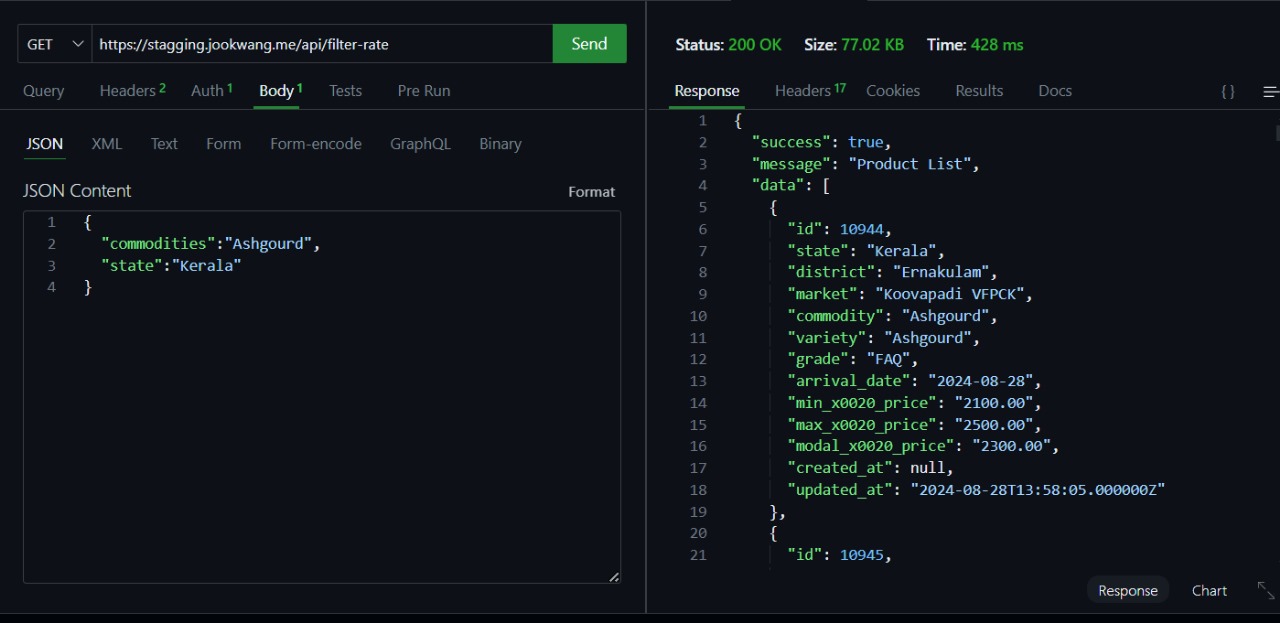 GET https://stagging.jookwang.me/api/filter-rate Send
Query Headers 2 Auth 1 Body 1 Tests Pre Run
JSON XML Text Form Form-encode GraphQL Binary
JSON Content Format
1 {
2 "commodities":"Ashgourd",
3 "state":"Kerala"
4 }
Status: 200 OK Size: 77.02 KB Time: 428 ms
Response Headers 17 Cookies Results Docs { }
1 {
2 "success": true,
3 "message": "Product List",
4 "data": [
5 {
6 "id": 10944,
7 "state": "Kerala",
8 "district": "Ernakulam",
9 "market": "Koovapadi VFPCK",
10 "commodity": "Ashgourd",
11 "variety": "Ashgourd",
12 "grade": "FAQ",
13 "arrival_date": "2024-08-28",
14 "min_x0020_price": "2100.00",
15 "max_x0020_price": "2500.00",
16 "modal_x0020_price": "2300.00",
17 "created_at": null,
18 "updated_at": "2024-08-28T13:58:05.000000Z"
19 },
20 {
21 "id": 10945,
Response Chart